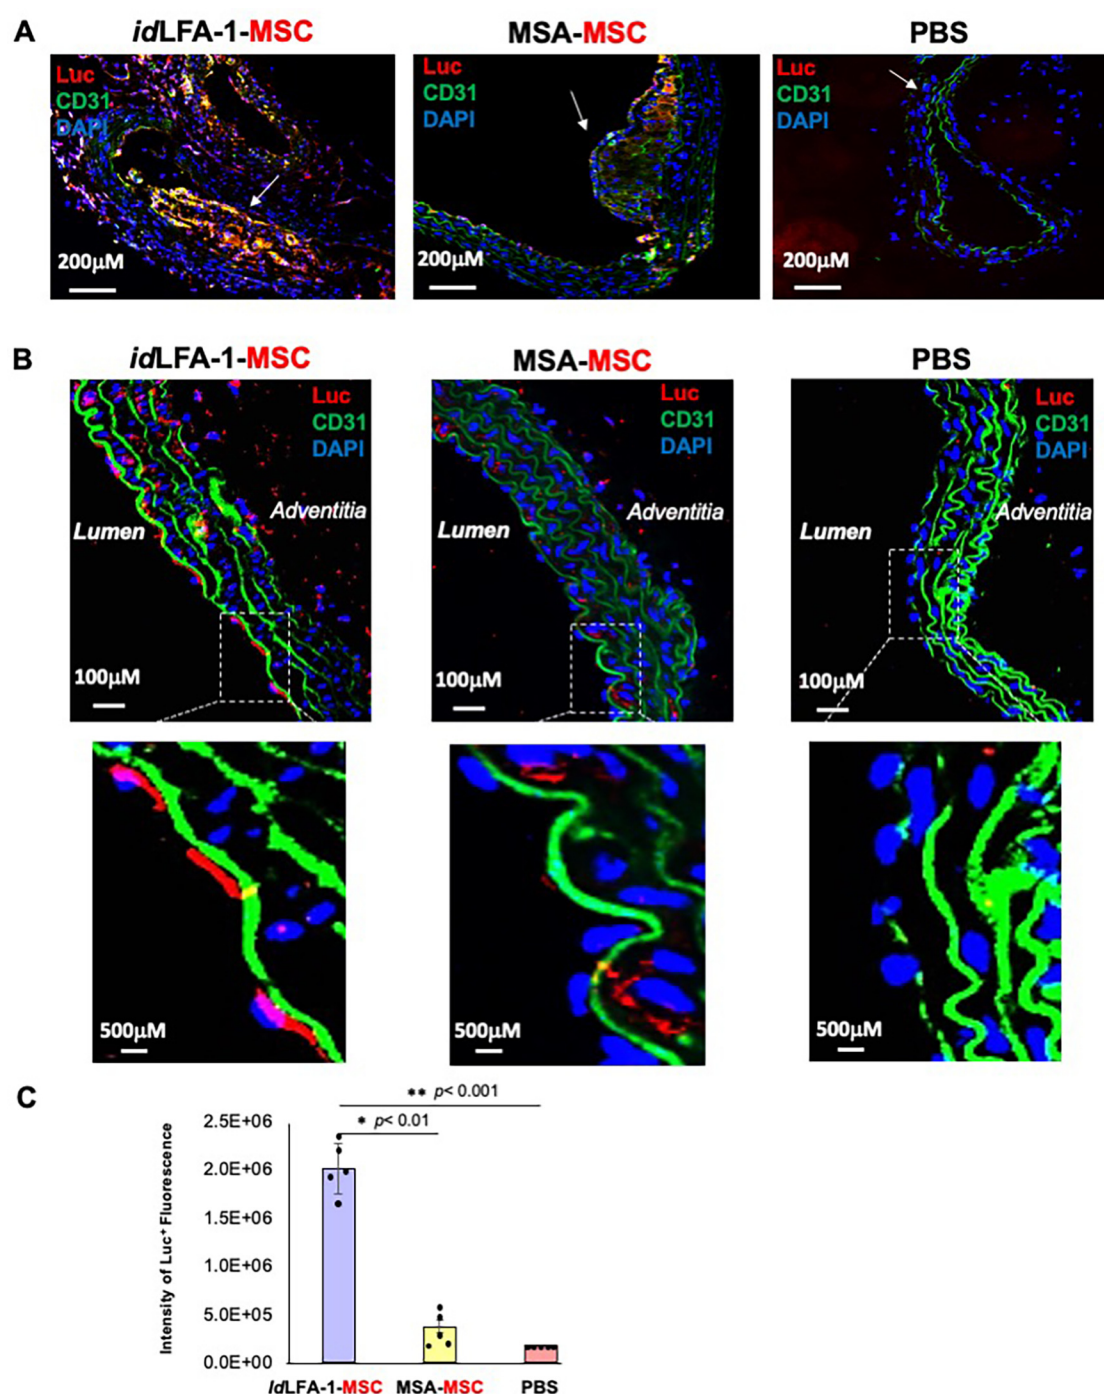 A
idLFA-1-MSC
MSA-MSC
PBS
Luc
CD31
DAPI
200μM
Luc
CD31
DAPI
200μM
Luc
CD31
DAPI
200μM
B
idLFA-1-MSC
MSA-MSC
PBS
Luc
CD31
DAPI
Lumen
Adventitia
100μM
Luc
CD31
DAPI
Lumen
Adventitia
100μM
Luc
CD31
DAPI
Lumen
Adventitia
100μM
500μM
500μM
500μM
C
** p< 0.001
* p< 0.01
Intensity of Luc⁺ Fluorescence
2.5E+06
2.0E+06
1.5E+06
1.0E+06
5.0E+05
0.0E+00
IdLFA-1-MSC
MSA-MSC
PBS